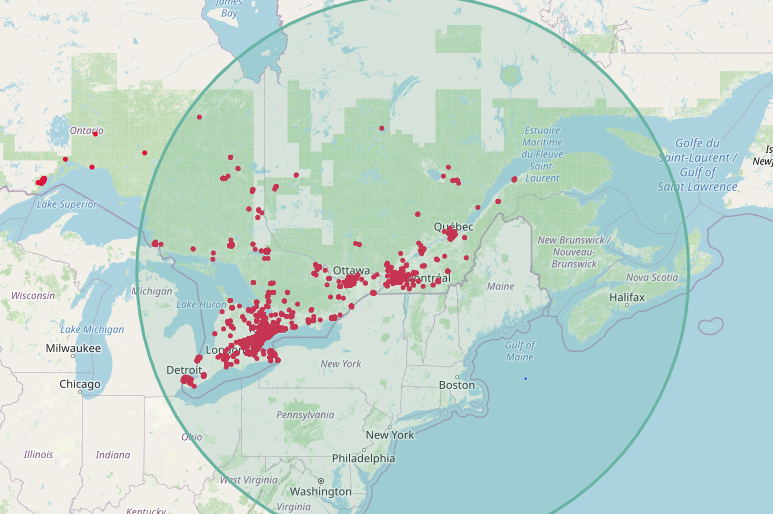 James
Bay
Ontario
Estuaire
Maritime
du Fleuve
Saint-
Laurent
Golfe du
Saint-Laurent /
Gulf of
Saint Lawrence
Lake Superior
Québec
New Brunswick /
Nouveau-
Brunswick
Ottawa
Montréal
Nova Scotia
Maine
Halifax
Michigan
Wisconsin
Lake Huron
Lake Michigan
Milwaukee
London
Gulf of
Maine
New York
Detroit
Chicago
Boston
Pennsylvania
Ohio
New York
Illinois
Indiana
Philadelphia
West Virginia
Washington
Virginia
Kentucky